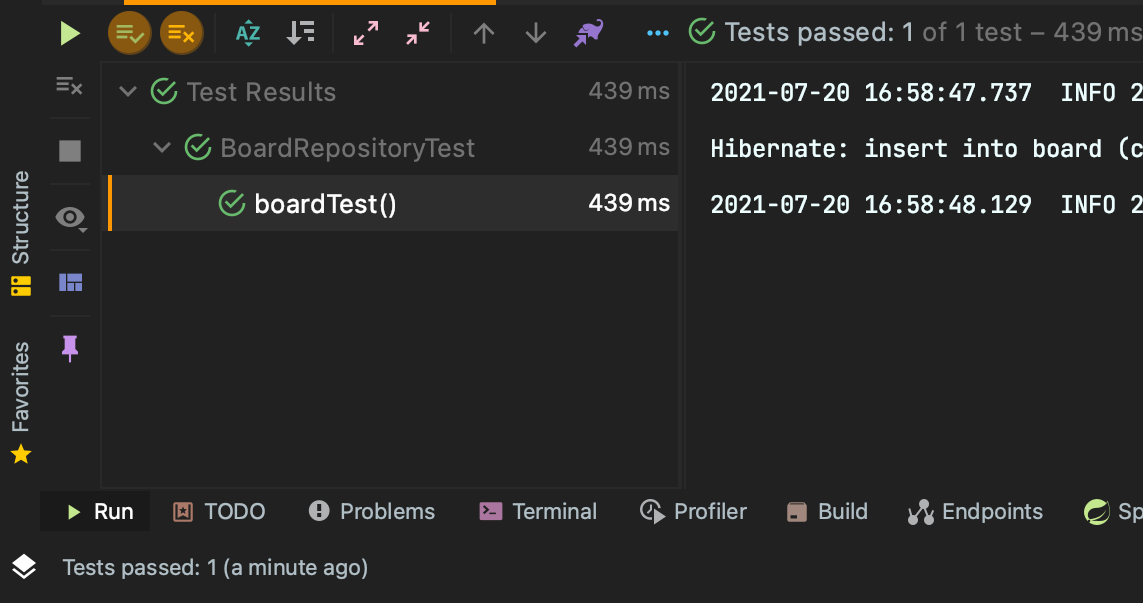 Tests passed: 1 of 1 test – 439 ms
Test Results 439 ms
BoardRepositoryTest 439 ms
boardTest() 439 ms
2021-07-20 16:58:47.737 INFO 2
Hibernate: insert into board (c
2021-07-20 16:58:48.129 INFO 2
Structure
Favorites
Run TODO Problems Terminal Profiler Build Endpoints Sp
Tests passed: 1 (a minute ago)